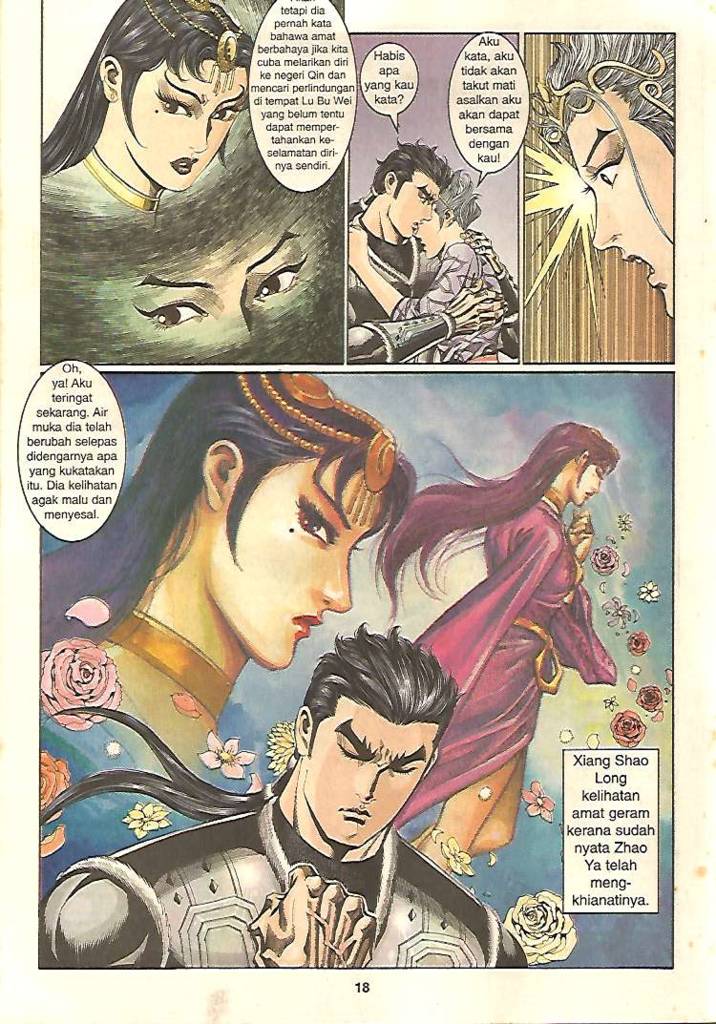 tetapi dia
pernah kata
bahawa amat
berbahaya jika kita
cuba melarikan diri
ke negeri Qin dan
mencari perlindungan
di tempat Lu Bu Wei
yang belum tentu
dapat memper-
tahankan ke-
selamatan diri-
nya sendiri.
Habis
apa
yang kau
kata?
Aku
kata, aku
tidak akan
takut mati
asalkan aku
akan dapat
bersama
dengan
kau!
Oh,
ya! Aku
teringat
sekarang. Air
muka dia telah
berubah selepas
didengarnya apa
yang kukatakan
itu. Dia kelihatan
agak malu dan
menyesal.
Xiang Shao
Long
kelihatan
amat geram
kerana sudah
nyata Zhao
Ya telah
meng-
khianatinya.
18